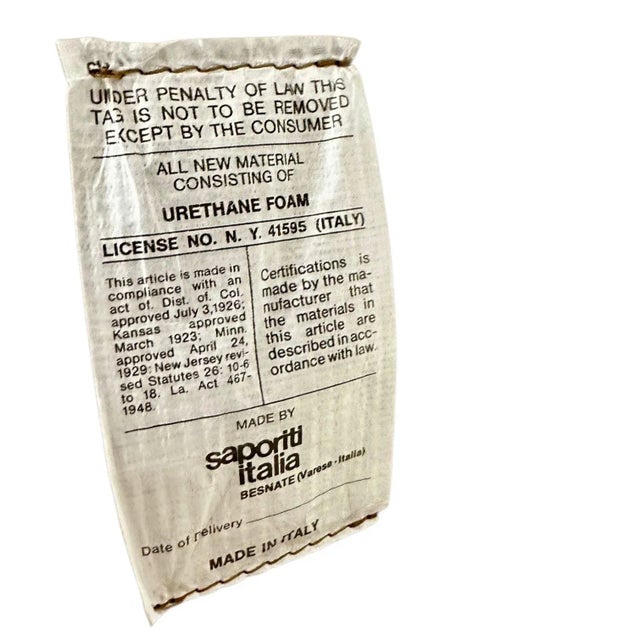 UNDER PENALTY OF LAW THIS
TAG IS NOT TO BE REMOVED
EXCEPT BY THE CONSUMER
ALL NEW MATERIAL
CONSISTING OF
URETHANE FOAM
LICENSE NO. N. Y. 41595 (ITALY)
This article is made in
compliance with an
act of. Dist. of. Col.
approved July 3,1926;
Kansas approved
March 1923; Minn.
approved April 24,
1929: New Jersey revi-
sed Statutes 26: 10-6
to 18. La. Act 467-
1948.
Certifications is
made by the ma-
nufacturer that
the materials in
this article are
described in acc-
ordance with law.
MADE BY
saporiti
italia
BESNATE (Varese - Italia)
Date of relivery
MADE IN ITALY